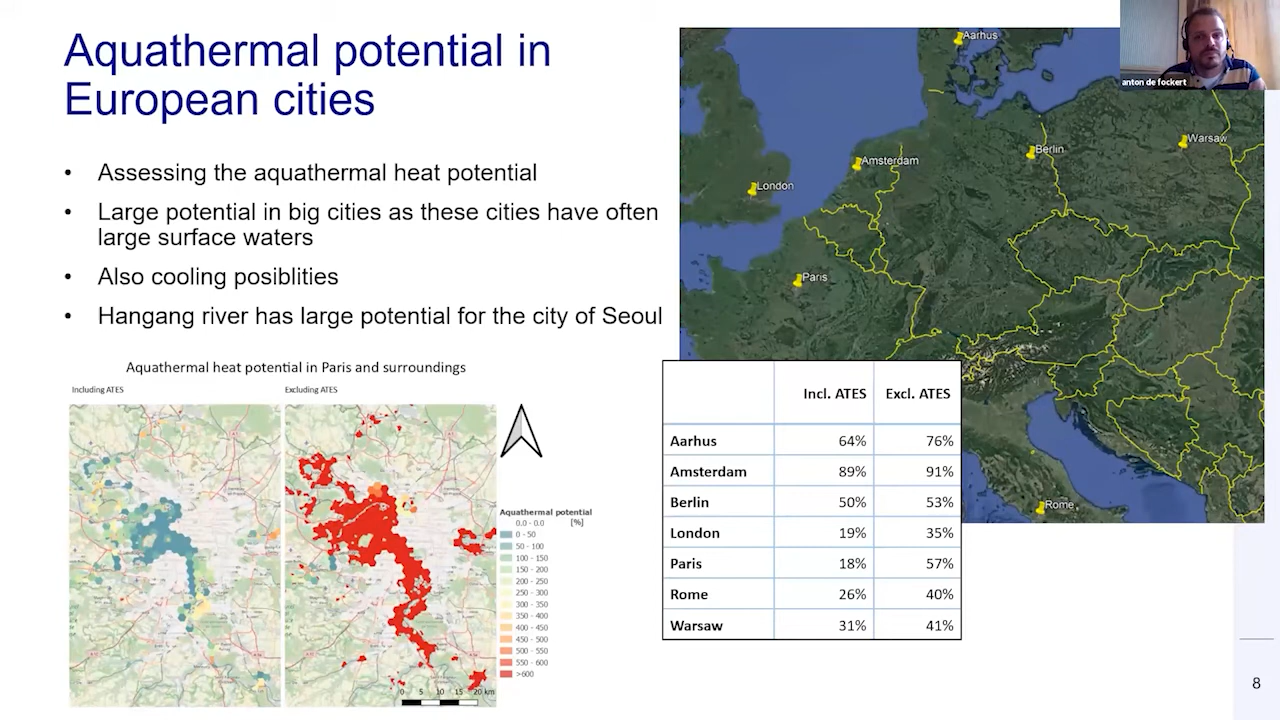 Aquathermal potential in
European cities
• Assessing the aquathermal heat potential
• Large potential in big cities as these cities have often
large surface waters
• Also cooling posiblities
• Hangang river has large potential for the city of Seoul
Aquathermal heat potential in Paris and surroundings
Including ATES
Excluding ATES
Aquathermal potential
[%]
0.0 - 0.0
0 - 50
50 - 100
100 - 150
150 - 200
200 - 250
250 - 300
300 - 350
350 - 400
400 - 450
450 - 500
500 - 550
550 - 600
>600
0 5 10 15 20 km
Aarhus
anton de fockert
Warsaw
Berlin
Amsterdam
London
Paris
Rome
Incl. ATES Excl. ATES
Aarhus 64% 76%
Amsterdam 89% 91%
Berlin 50% 53%
London 19% 35%
Paris 18% 57%
Rome 26% 40%
Warsaw 31% 41%
8